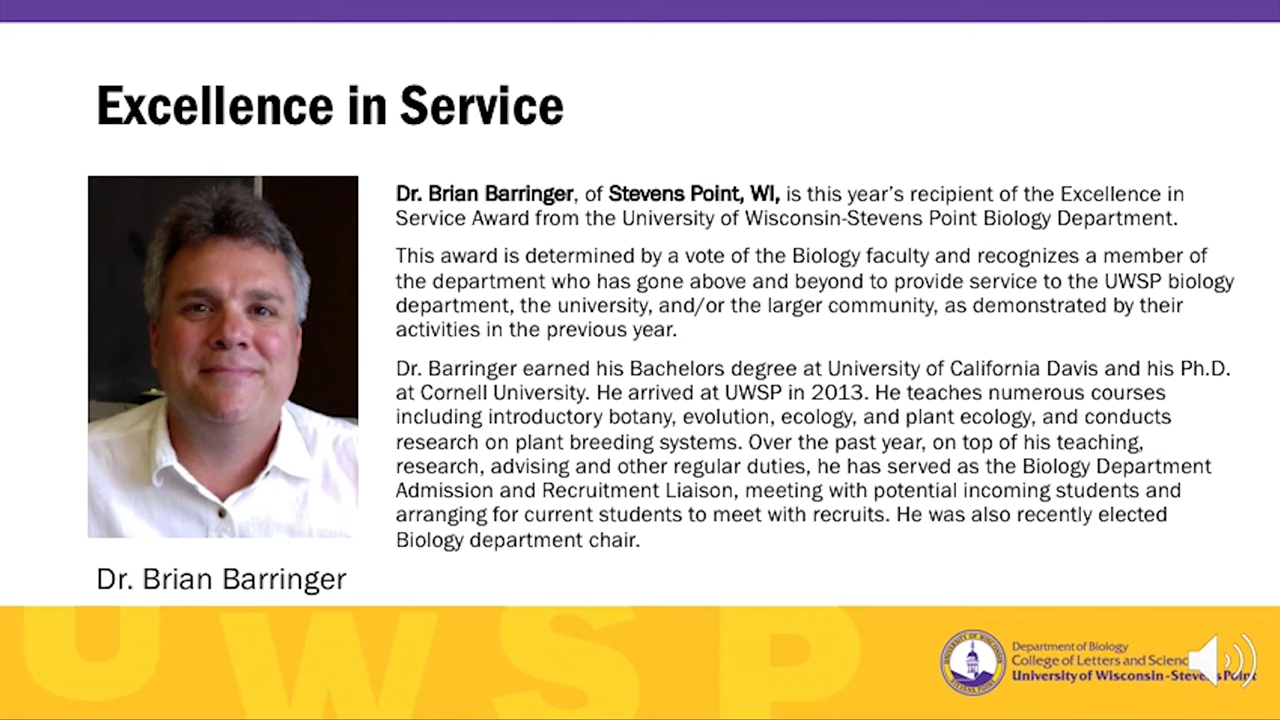 Excellence in Service
Dr. Brian Barringer, of Stevens Point, WI, is this year’s recipient of the Excellence in
Service Award from the University of Wisconsin-Stevens Point Biology Department.
This award is determined by a vote of the Biology faculty and recognizes a member of
the department who has gone above and beyond to provide service to the UWSP biology
department, the university, and/or the larger community, as demonstrated by their
activities in the previous year.
Dr. Barringer earned his Bachelors degree at University of California Davis and his Ph.D.
at Cornell University. He arrived at UWSP in 2013. He teaches numerous courses
including introductory botany, evolution, ecology, and plant ecology, and conducts
research on plant breeding systems. Over the past year, on top of his teaching,
research, advising and other regular duties, he has served as the Biology Department
Admission and Recruitment Liaison, meeting with potential incoming students and
arranging for current students to meet with recruits. He was also recently elected
Biology department chair.
Dr. Brian Barringer
UWSP
UNIVERSITY OF WISCONSIN
STEVENS POINT
Department of Biology
College of Letters and Scienc
University of Wisconsin-Stevens Point